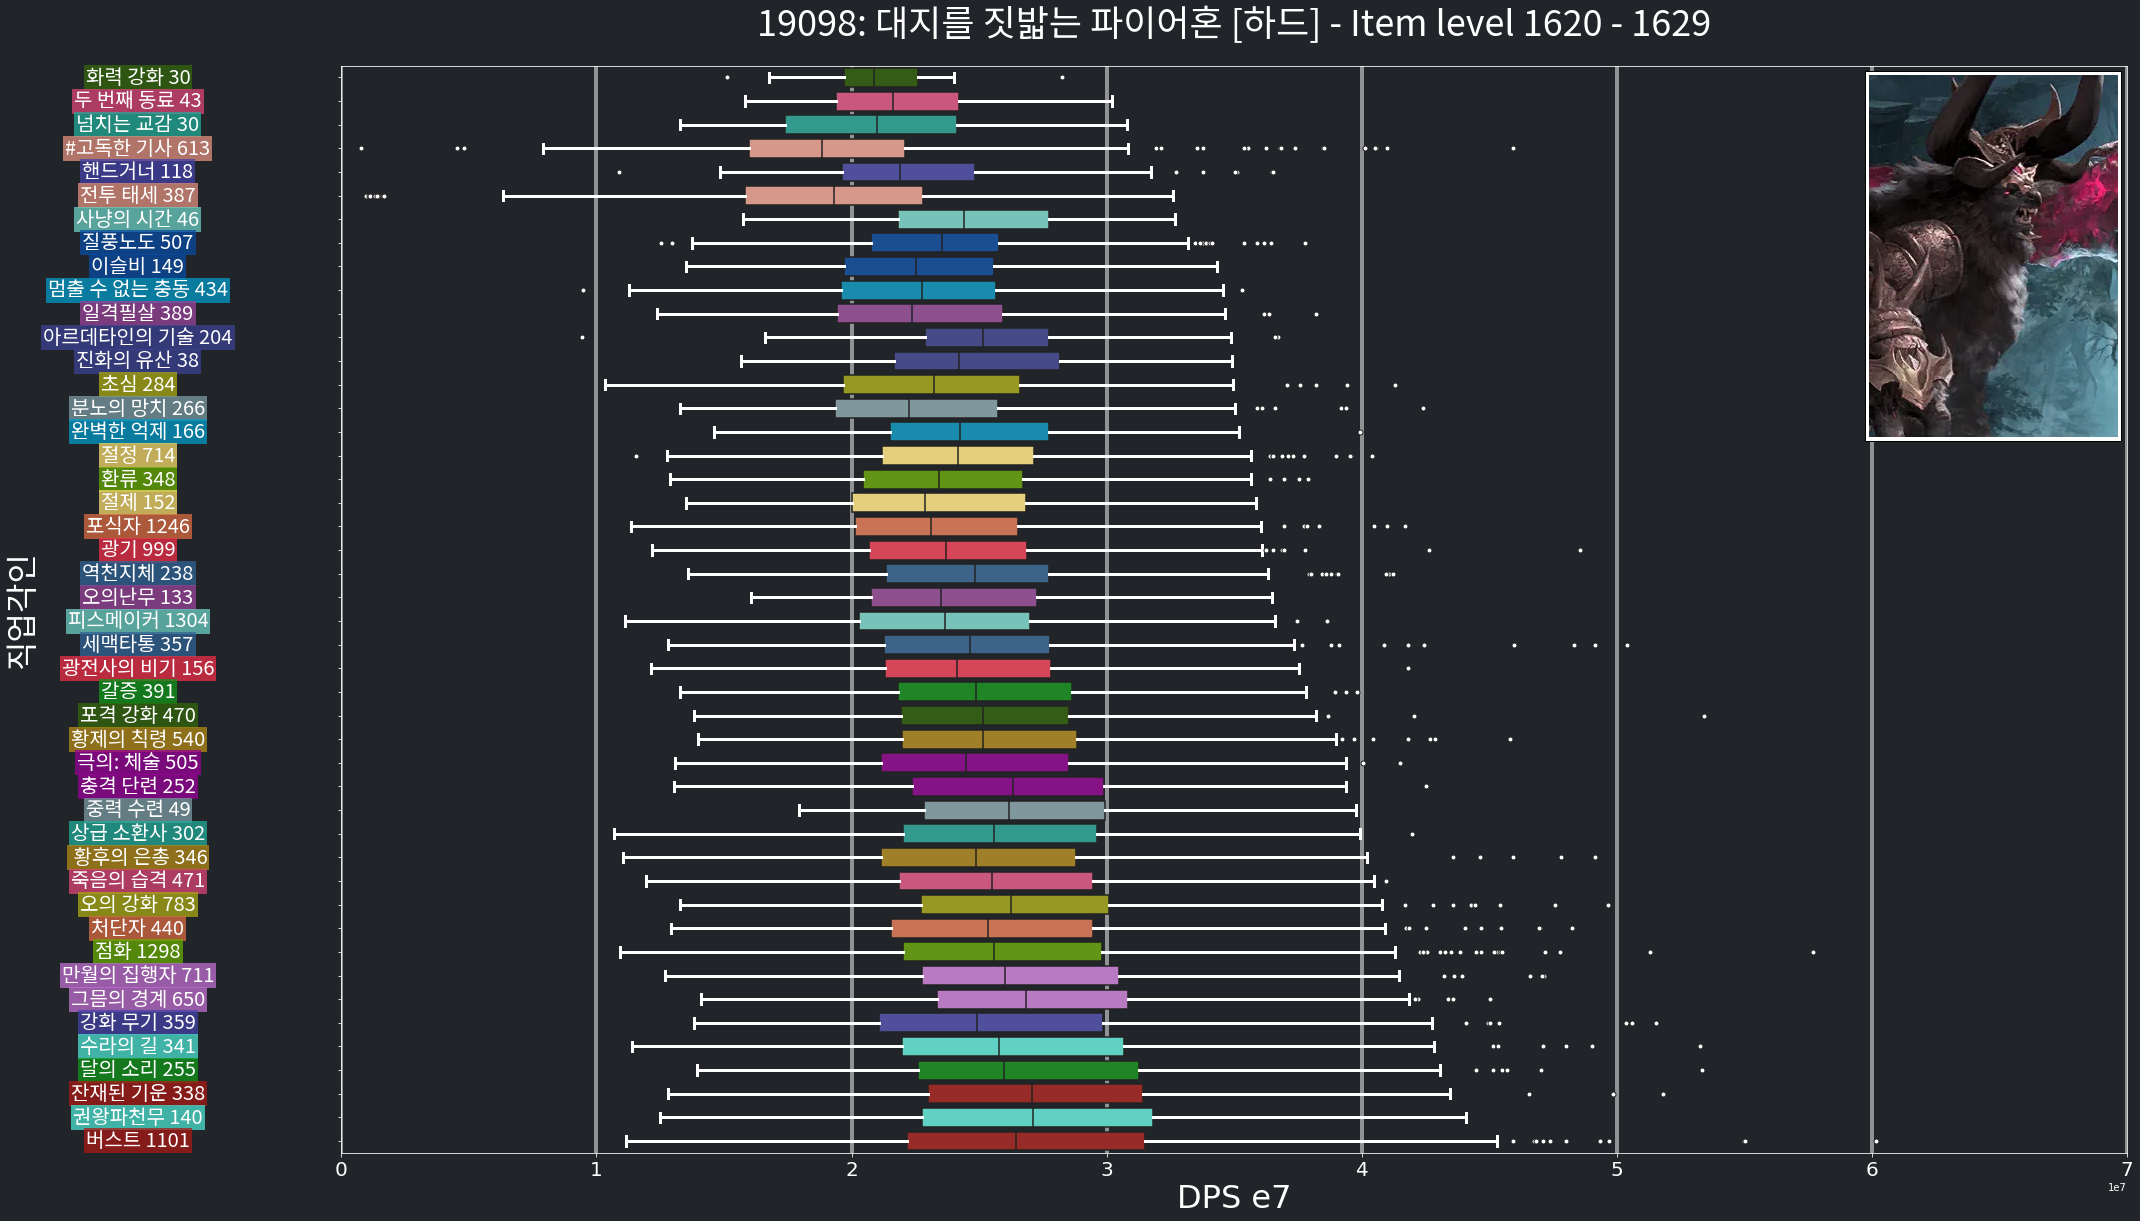 19098: 대지를 짓밟는 파이어혼 [하드] - Item level 1620 - 1629
화력 강화 30
두 번째 동료 43
넘치는 교감 30
#고독한 기사 613
핸드거너 118
전투 태세 387
사냥의 시간 46
질풍노도 507
이슬비 149
멈출 수 없는 충동 434
일격필살 389
아르데타인의 기술 204
진화의 유산 38
초심 284
분노의 망치 266
완벽한 억제 166
절정 714
환류 348
절제 152
포식자 1246
광기 999
역천지체 238
오의난무 133
피스메이커 1304
세맥타통 357
광전사의 비기 156
갈증 391
포격 강화 470
황제의 칙령 540
극의: 체술 505
충격 단련 252
중력 수련 49
상급 소환사 302
황후의 은총 346
죽음의 습격 471
오의 강화 783
처단자 440
점화 1298
만월의 집행자 711
그믐의 경계 650
강화 무기 359
수라의 길 341
달의 소리 255
잔재된 기운 338
권왕파천무 140
버스트 1101
직업각인
0 1 2 3 4 5 6 7
1e7
DPS e7